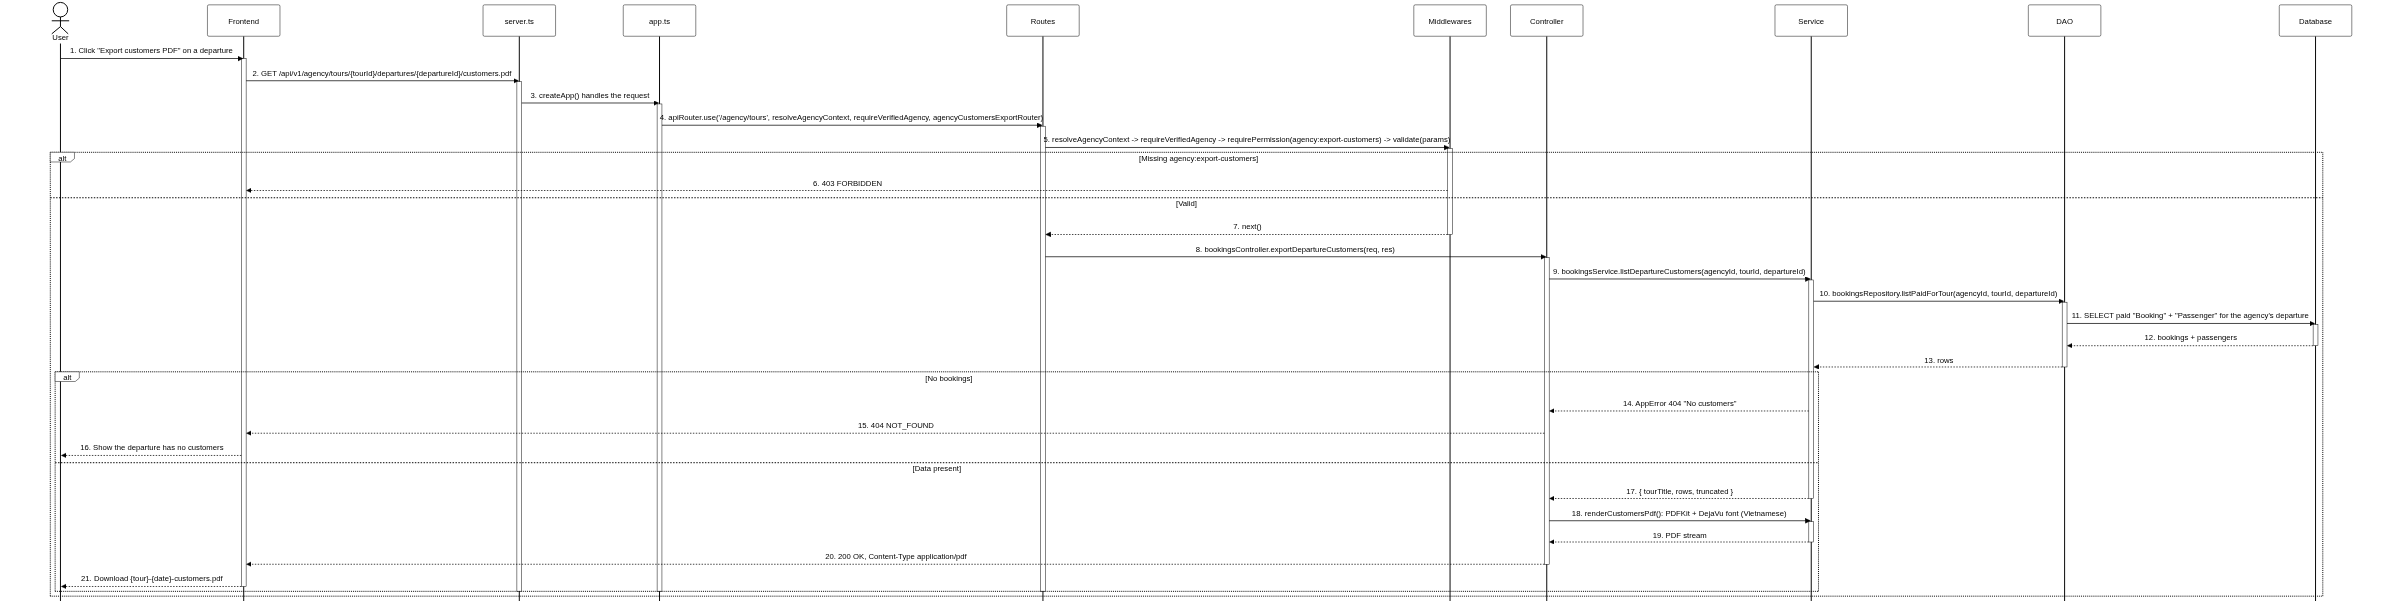 User
Frontend
server.ts
app.ts
Routes
Middlewares
Controller
Service
DAO
Database
1. Click "Export customers PDF" on a departure
2. GET /api/v1/agency/tours/{tourId}/departures/{departureId}/customers.pdf
3. createApp() handles the request
4. apiRouter.use('/agency/tours', resolveAgencyContext, requireVerifiedAgency, agencyCustomersExportRouter)
5. resolveAgencyContext -> requireVerifiedAgency -> requirePermission(agency:export-customers) -> validate(params)
alt
[Missing agency:export-customers]
6. 403 FORBIDDEN
[Valid]
7. next()
8. bookingsController.exportDepartureCustomers(req, res)
9. bookingsService.listDepartureCustomers(agencyId, tourId, departureId)
10. bookingsRepository.listPaidForTour(agencyId, tourId, departureId)
11. SELECT paid "Booking" + "Passenger" for the agency's departure
12. bookings + passengers
13. rows
alt
[No bookings]
14. AppError 404 "No customers"
15. 404 NOT_FOUND
16. Show the departure has no customers
[Data present]
17. { tourTitle, rows, truncated }
18. renderCustomersPdf(): PDFKit + DejaVu font (Vietnamese)
19. PDF stream
20. 200 OK, Content-Type application/pdf
21. Download {tour}-{date}-customers.pdf